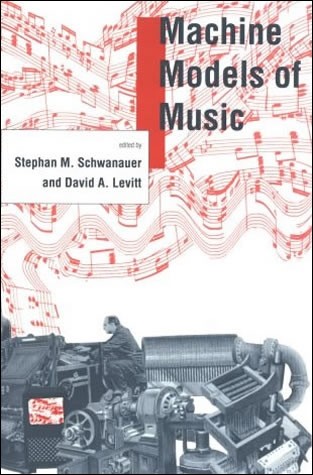 Machine
Models of
Music
edited by
Stephan M. Schwanauer
and David A. Levitt